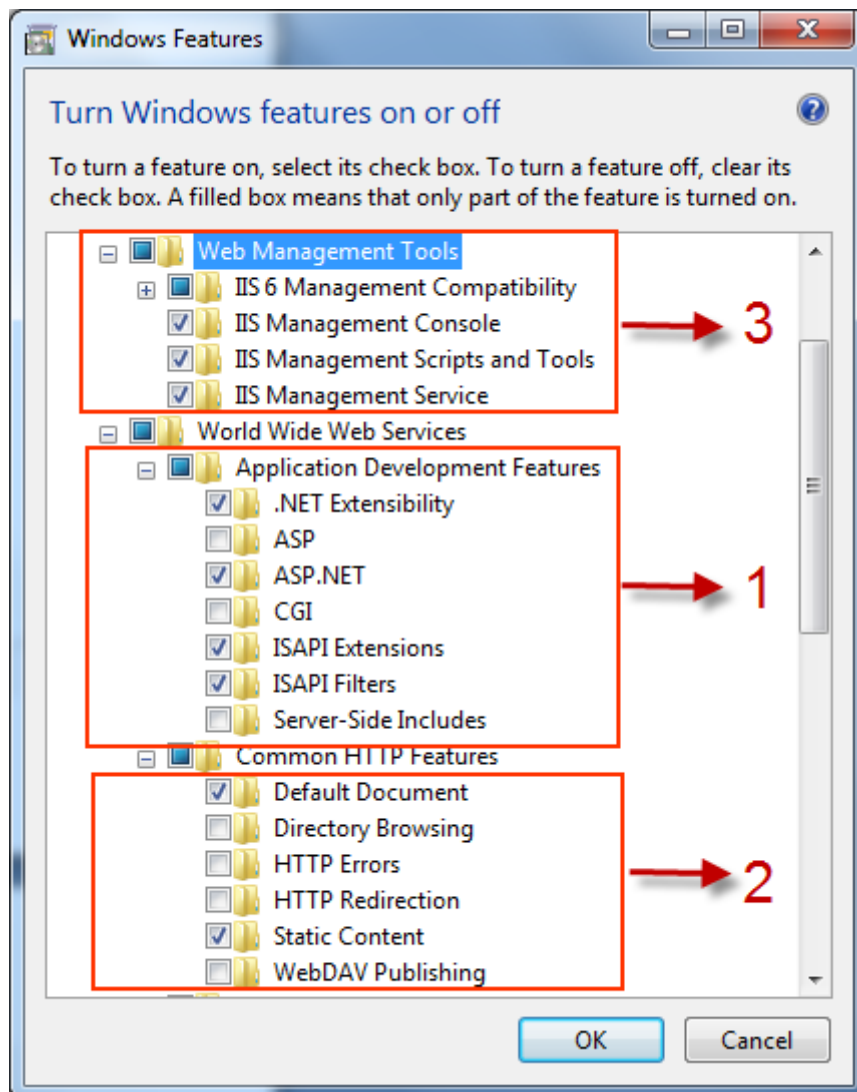 Windows Features
Turn Windows features on or off
To turn a feature on, select its check box. To turn a feature off, clear its
check box. A filled box means that only part of the feature is turned on.
Web Management Tools
IIS 6 Management Compatibility
IIS Management Console
3
IIS Management Scripts and Tools
IIS Management Service
World Wide Web Services
Application Development Features
.NET Extensibility
ASP
ASP.NET
1
CGI
ISAPI Extensions
ISAPI Filters
Server-Side Includes
Common HTTP Features
Default Document
Directory Browsing
HTTP Errors
2
HTTP Redirection
Static Content
WebDAV Publishing
OK
Cancel